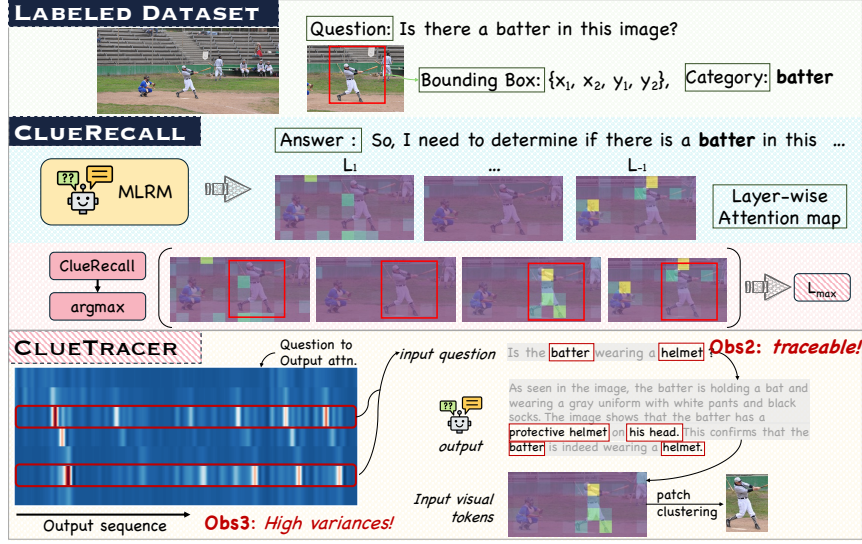 LABELED DATASET
Question: Is there a batter in this image?
Bounding Box: {x₁, x₂, y₁, y₂}, Category: batter
CLUERECALL
Answer : So, I need to determine if there is a batter in this ...
L₁ ... L₋₁
?? MLRM
Layer-wise
Attention map
ClueRecall
argmax
Lmax
CLUETRACER
Question to
Output attn.
Output sequence
Obs3: High variances!
input question
Is the batter wearing a helmet ?
Obs2: traceable!
??
output
As seen in the image, the batter is holding a bat and
wearing a gray uniform with white pants and black
socks. The image shows that the batter has a
protective helmet on his head. This confirms that the
batter is indeed wearing a helmet.
Input visual
tokens
patch
clustering